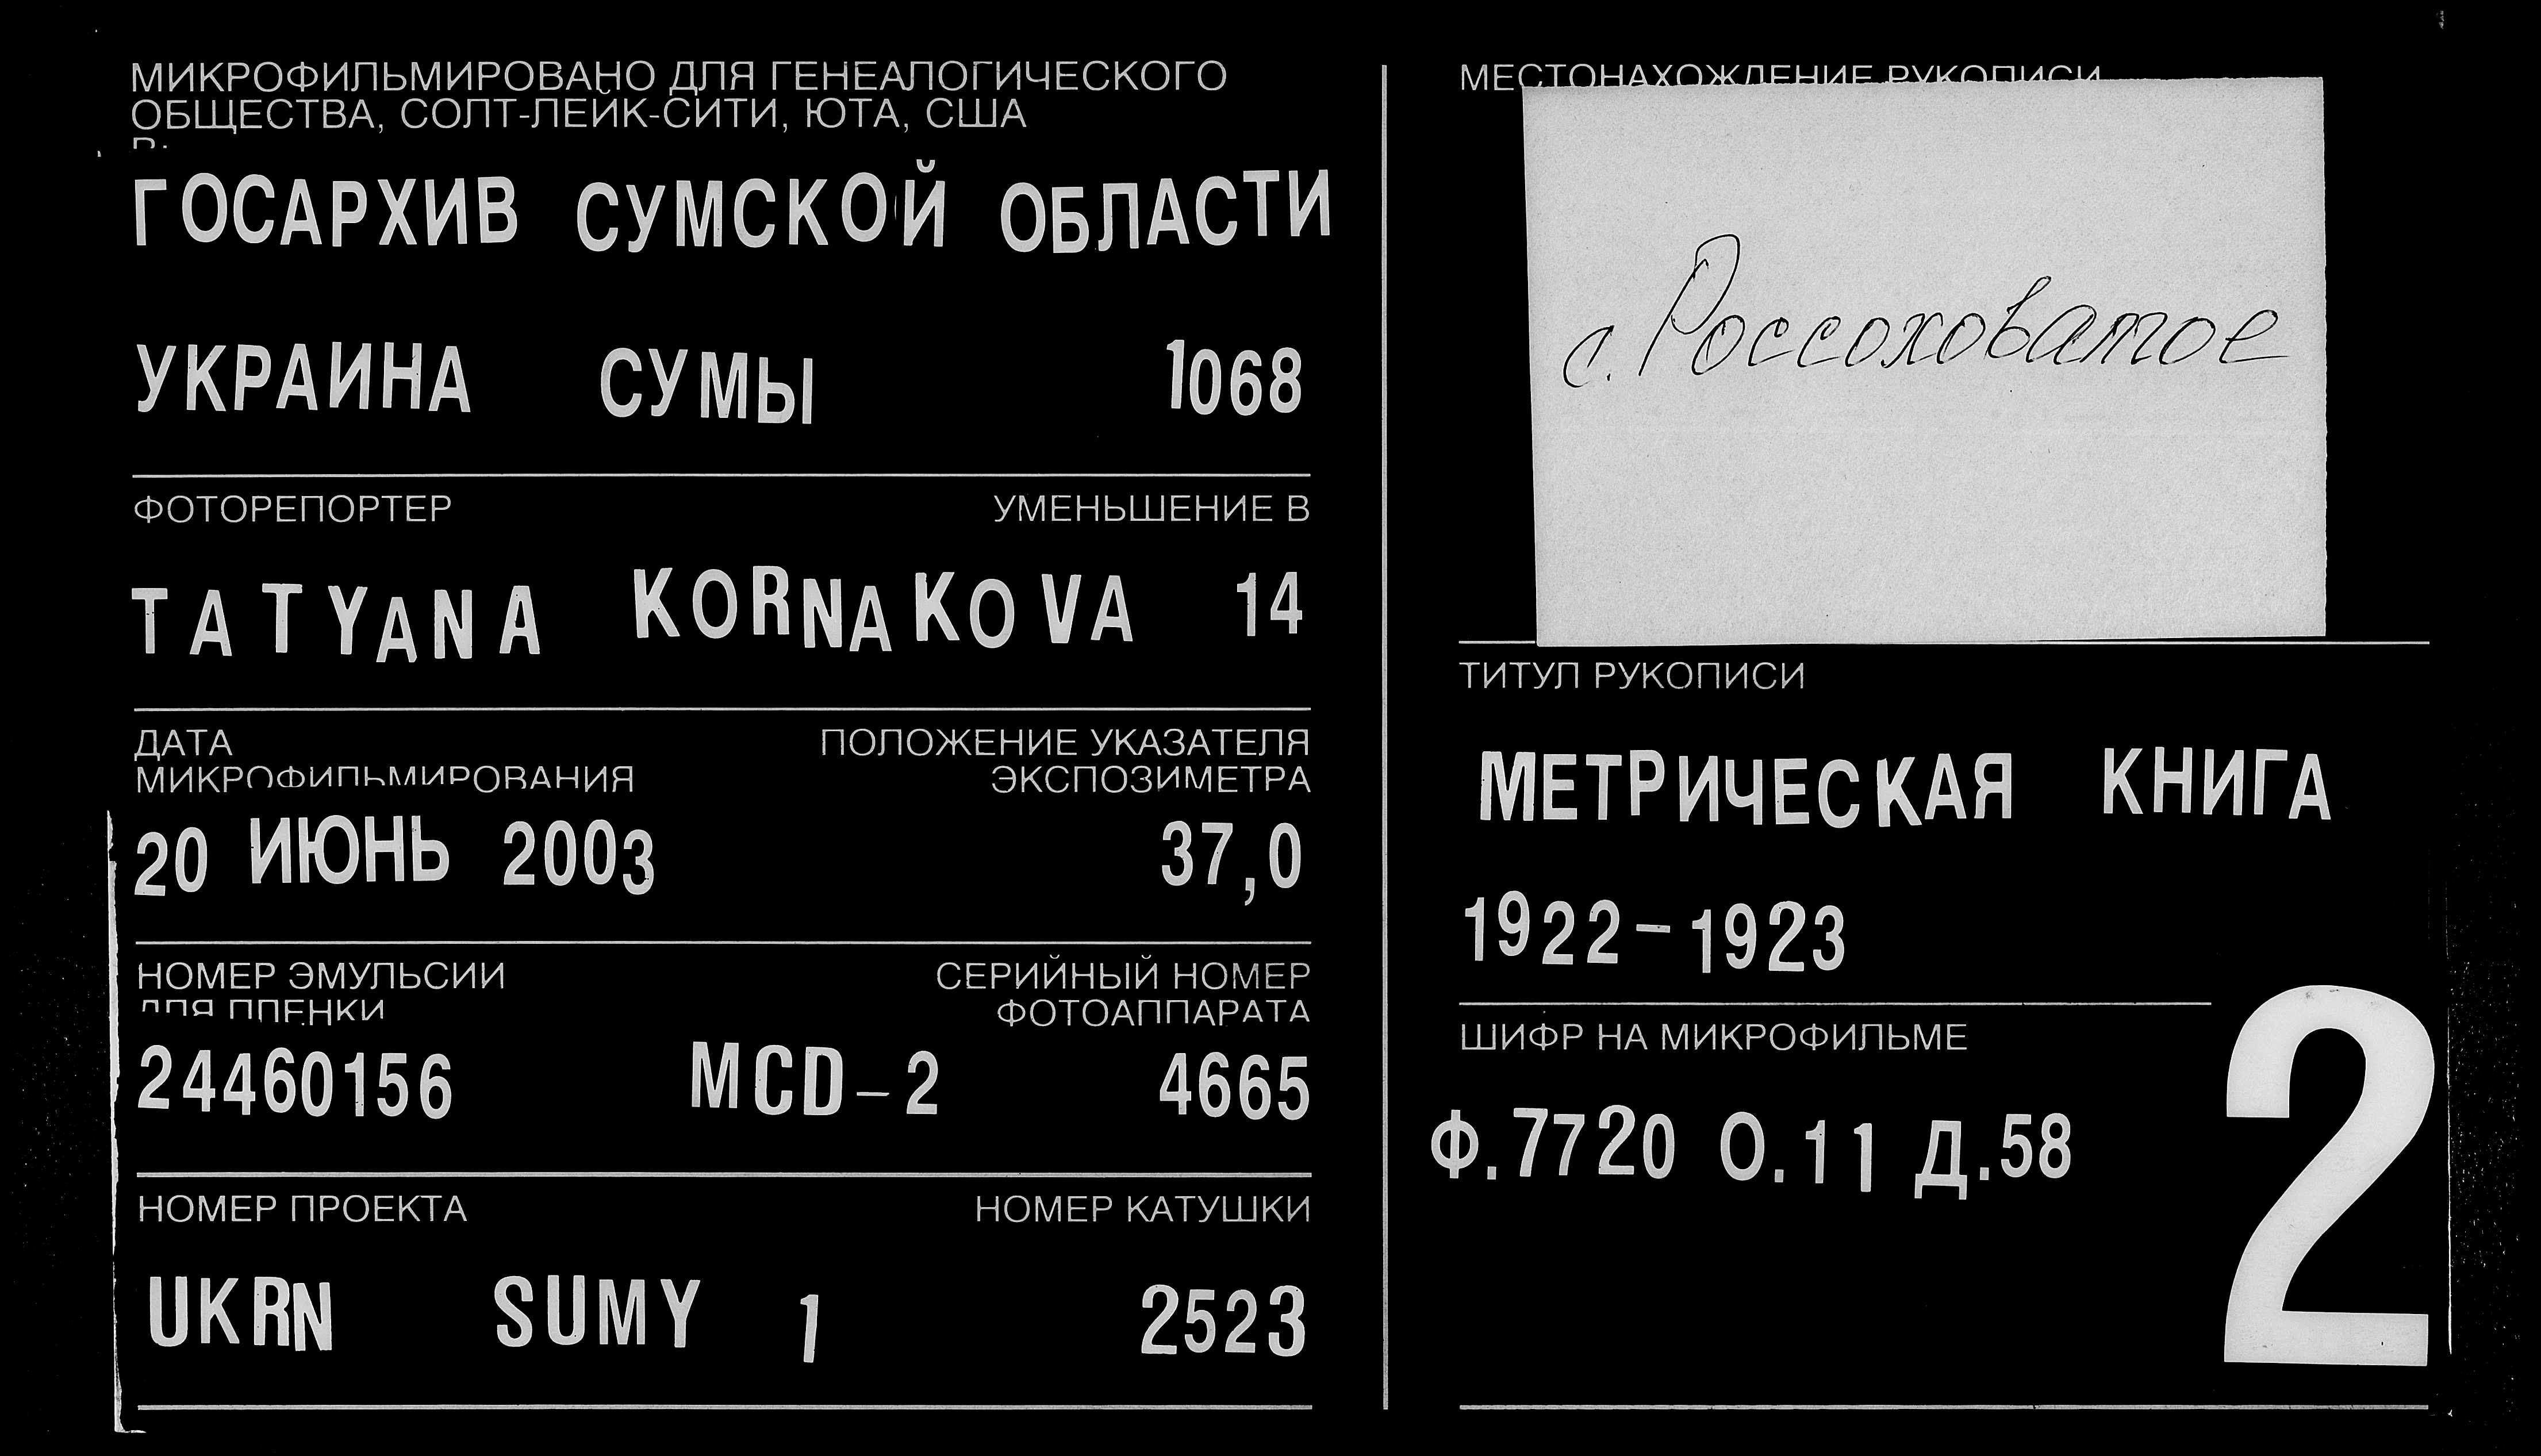 МИКРОФИЛЬМИРОВАНО ДЛЯ ГЕНЕАЛОГИЧЕСКОГО
ОБЩЕСТВА, СОЛТ-ЛЕЙК-СИТИ, ЮТА, США
ГОСАРХИВ СУМСКОЙ ОБЛАСТИ
УКРАИНА СУМЫ 1068
ФОТОРЕПОРТЕР УМЕНЬШЕНИЕ В
TATYANA KORNAKOVA 14
ДАТА ПОЛОЖЕНИЕ УКАЗАТЕЛЯ
МИКРОФИЛЬМИРОВАНИЯ ЭКСПОЗИМЕТРА
20 ИЮНЬ 2003 37,0
НОМЕР ЭМУЛЬСИИ СЕРИЙНЫЙ НОМЕР
ДЛЯ ПЛЕНКИ ФОТОАППАРАТА
24460156 MCD-2 4665
НОМЕР ПРОЕКТА НОМЕР КАТУШКИ
UKRN SUMY 1 2523
МЕСТОНАХОЖДЕНИЕ РУКОПИСИ
с. Россоховатое
ТИТУЛ РУКОПИСИ
МЕТРИЧЕСКАЯ КНИГА
1922-1923
ШИФР НА МИКРОФИЛЬМЕ
Ф.7720 О.11 Д.58
2